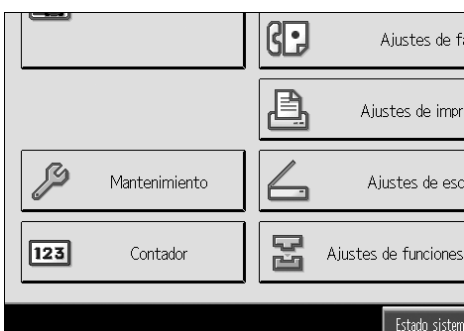 Ajustes de fa
Ajustes de impr
Mantenimiento
Ajustes de esc
123
Contador
Ajustes de funciones
Estado sistem